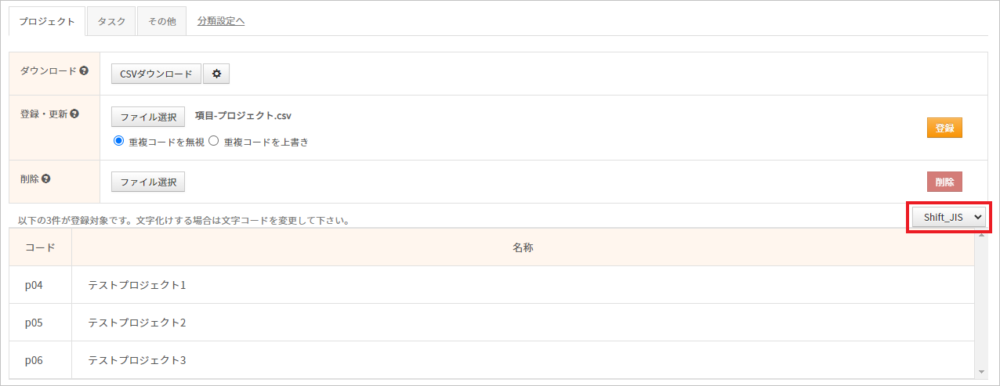 プロジェクト タスク その他 分類設定へ
ダウンロード CSVダウンロード
登録・更新 ファイル選択 項目-プロジェクト.csv
登録
重複コードを無視 重複コードを上書き
削除 ファイル選択 削除
以下の3件が登録対象です。文字化けする場合は文字コードを変更して下さい。 Shift_JIS
コード 名称
p04 テストプロジェクト1
p05 テストプロジェクト2
p06 テストプロジェクト3